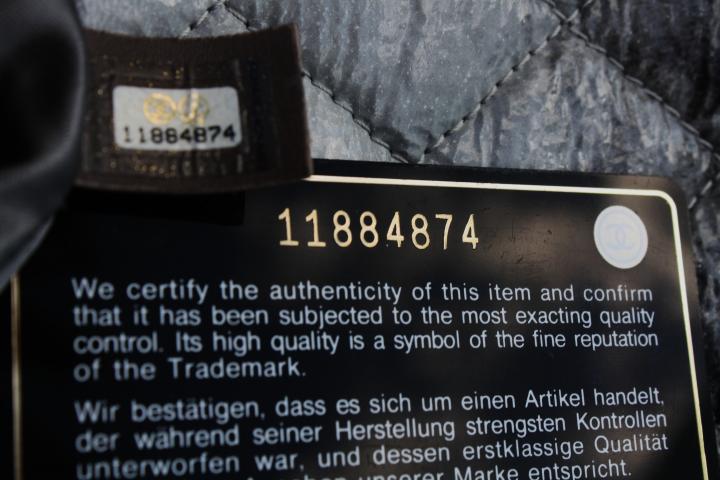 11884874
11884874
We certify the authenticity of this item and confirm
that it has been subjected to the most exacting quality
control. Its high quality is a symbol of the fine reputation
of the Trademark.
Wir bestätigen, dass es sich um einen Artikel handelt,
der während seiner Herstellung strengsten Kontrollen
unterworfen war, und dessen erstklassige Qualität
unserer Marke entspricht.